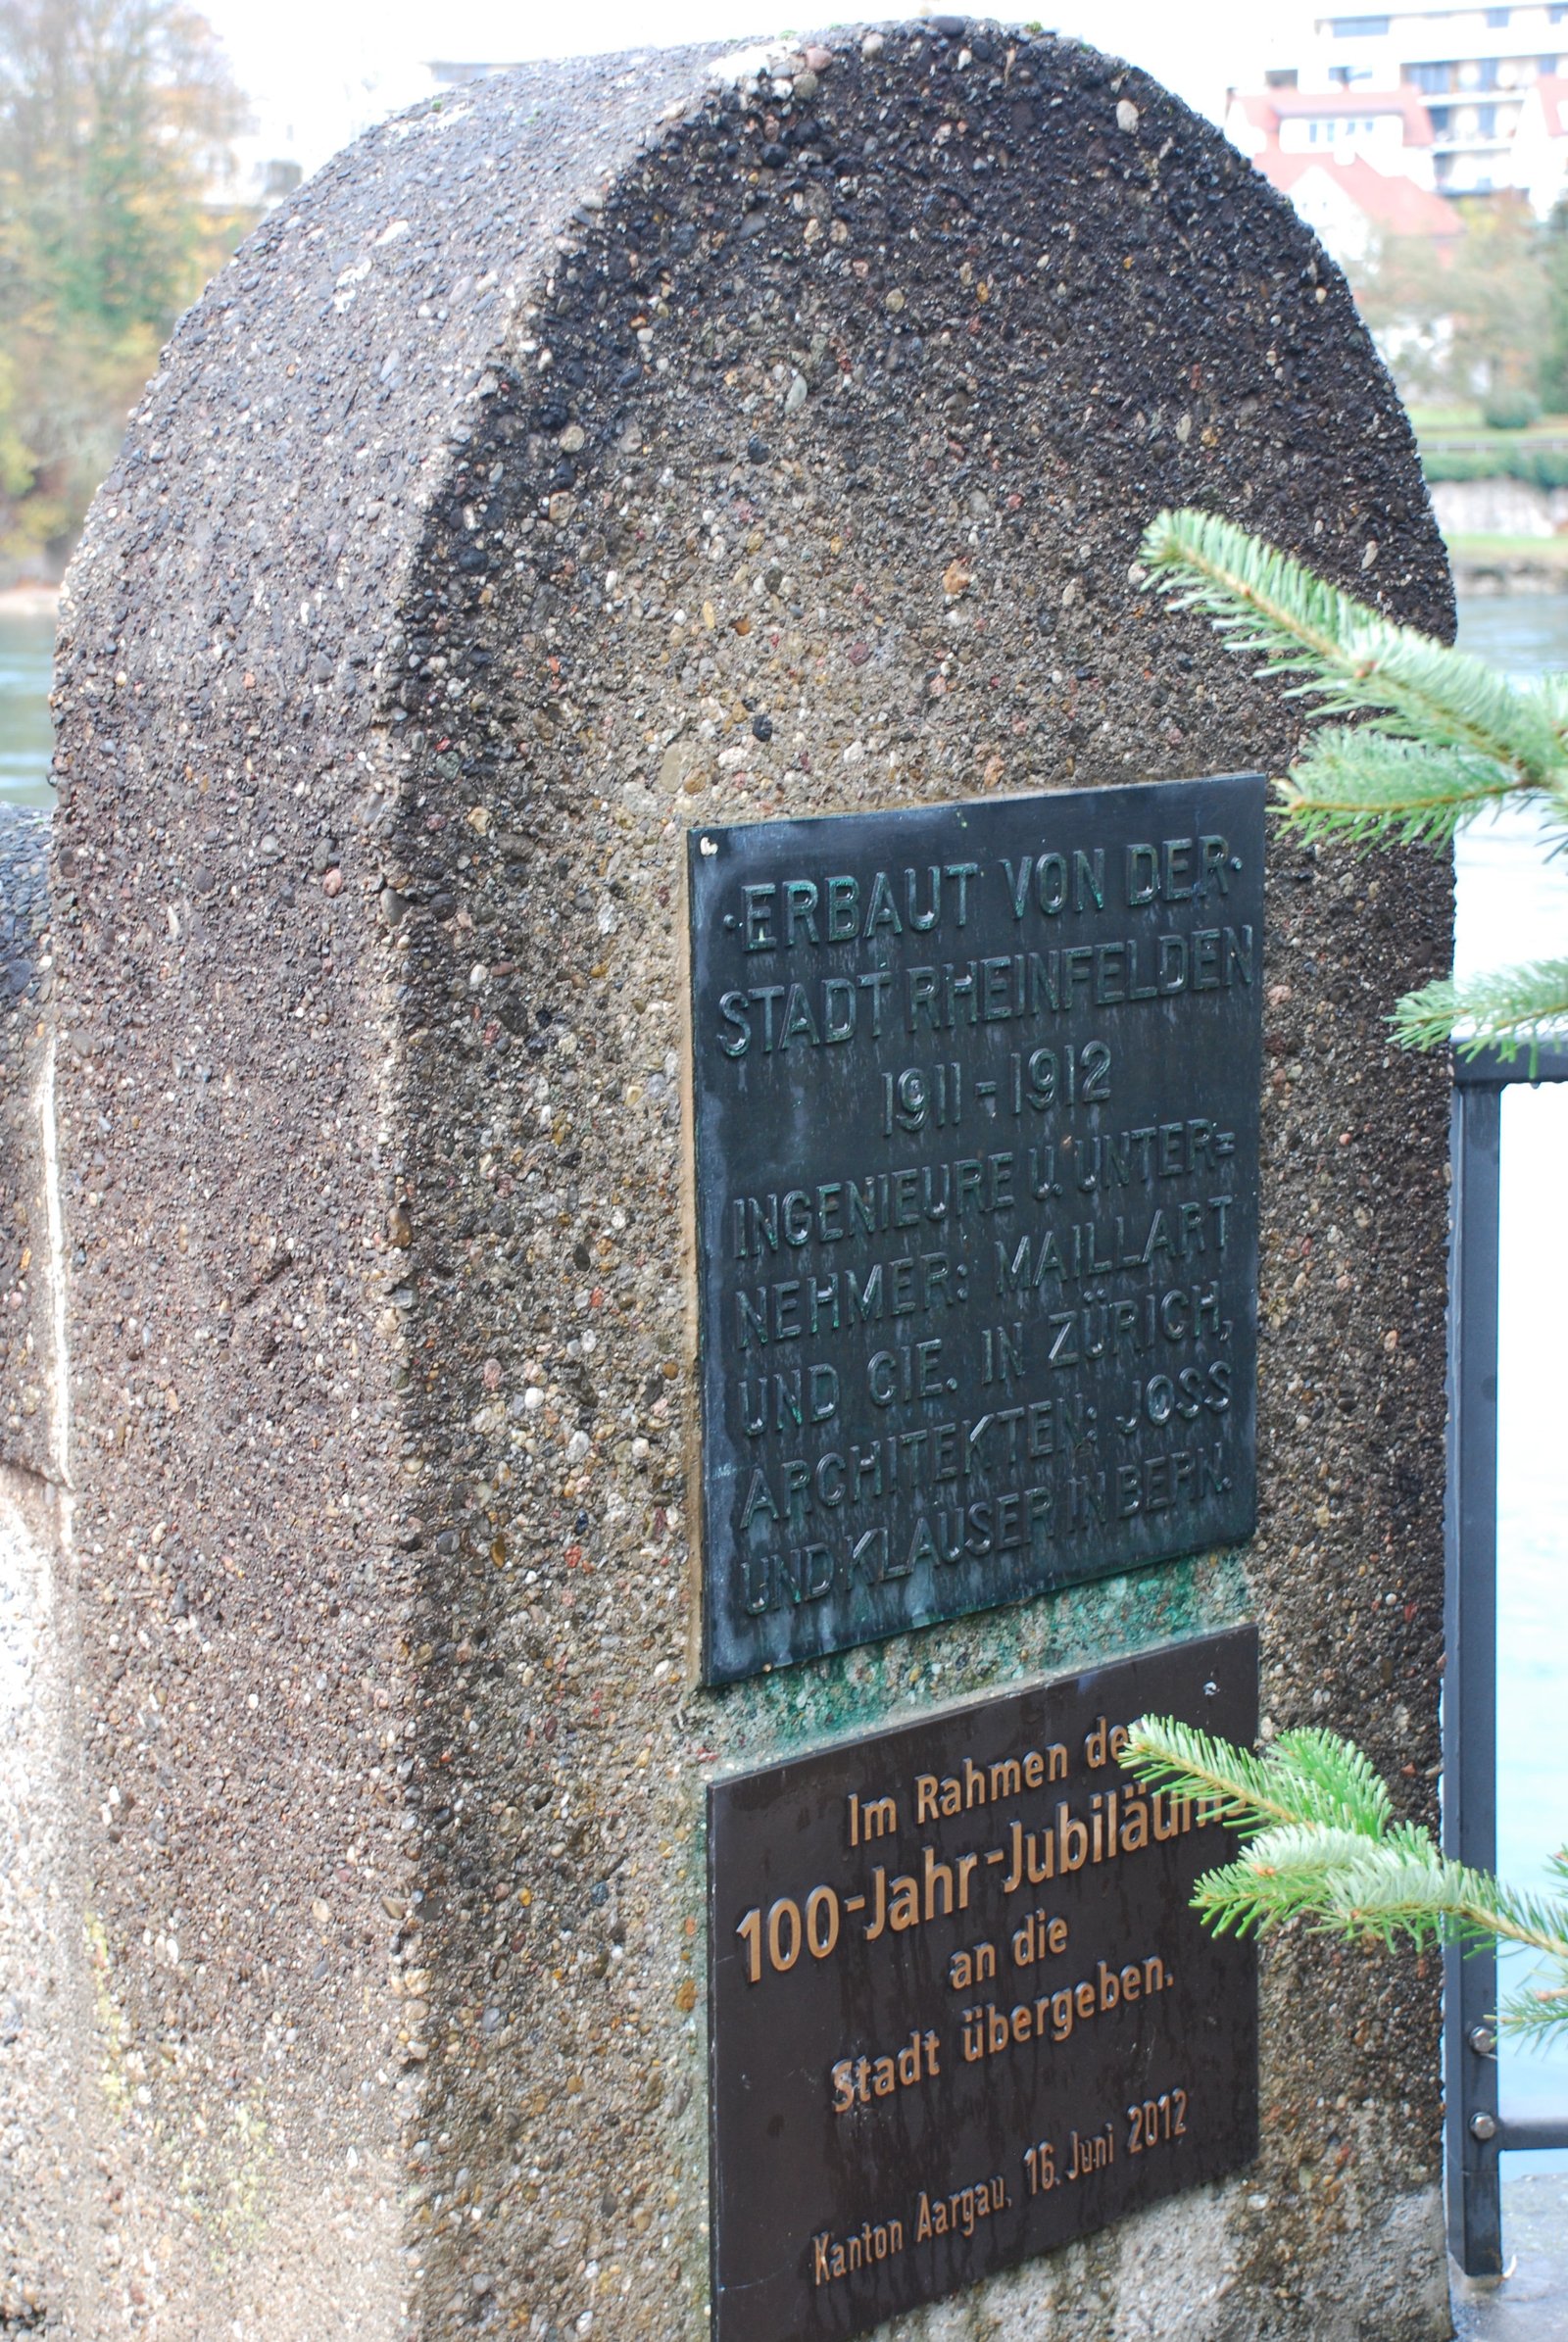 ·ERBAUT VON DER·
STADT RHEINFELDEN
1911-1912
INGENIEURE U. UNTER=
NEHMER: MAILLART
UND CIE. IN ZÜRICH,
ARCHITEKTEN: JOSS
UND KLAUSER IN BERN.
Im Rahmen
100-Jahr-Jubiläums
an die
Stadt übergeben.
Kanton Aargau, 16. Juni 2012